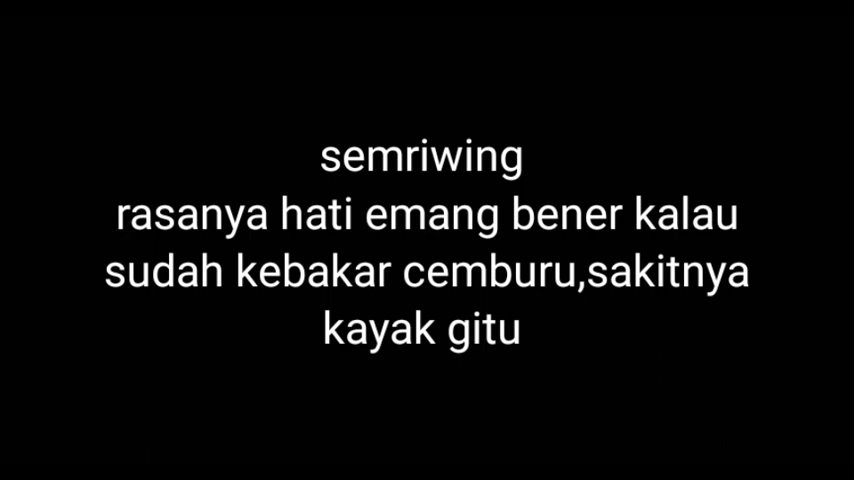 semriwing
rasanya hati emang bener kalau
sudah kebakar cemburu,sakitnya
kayak gitu